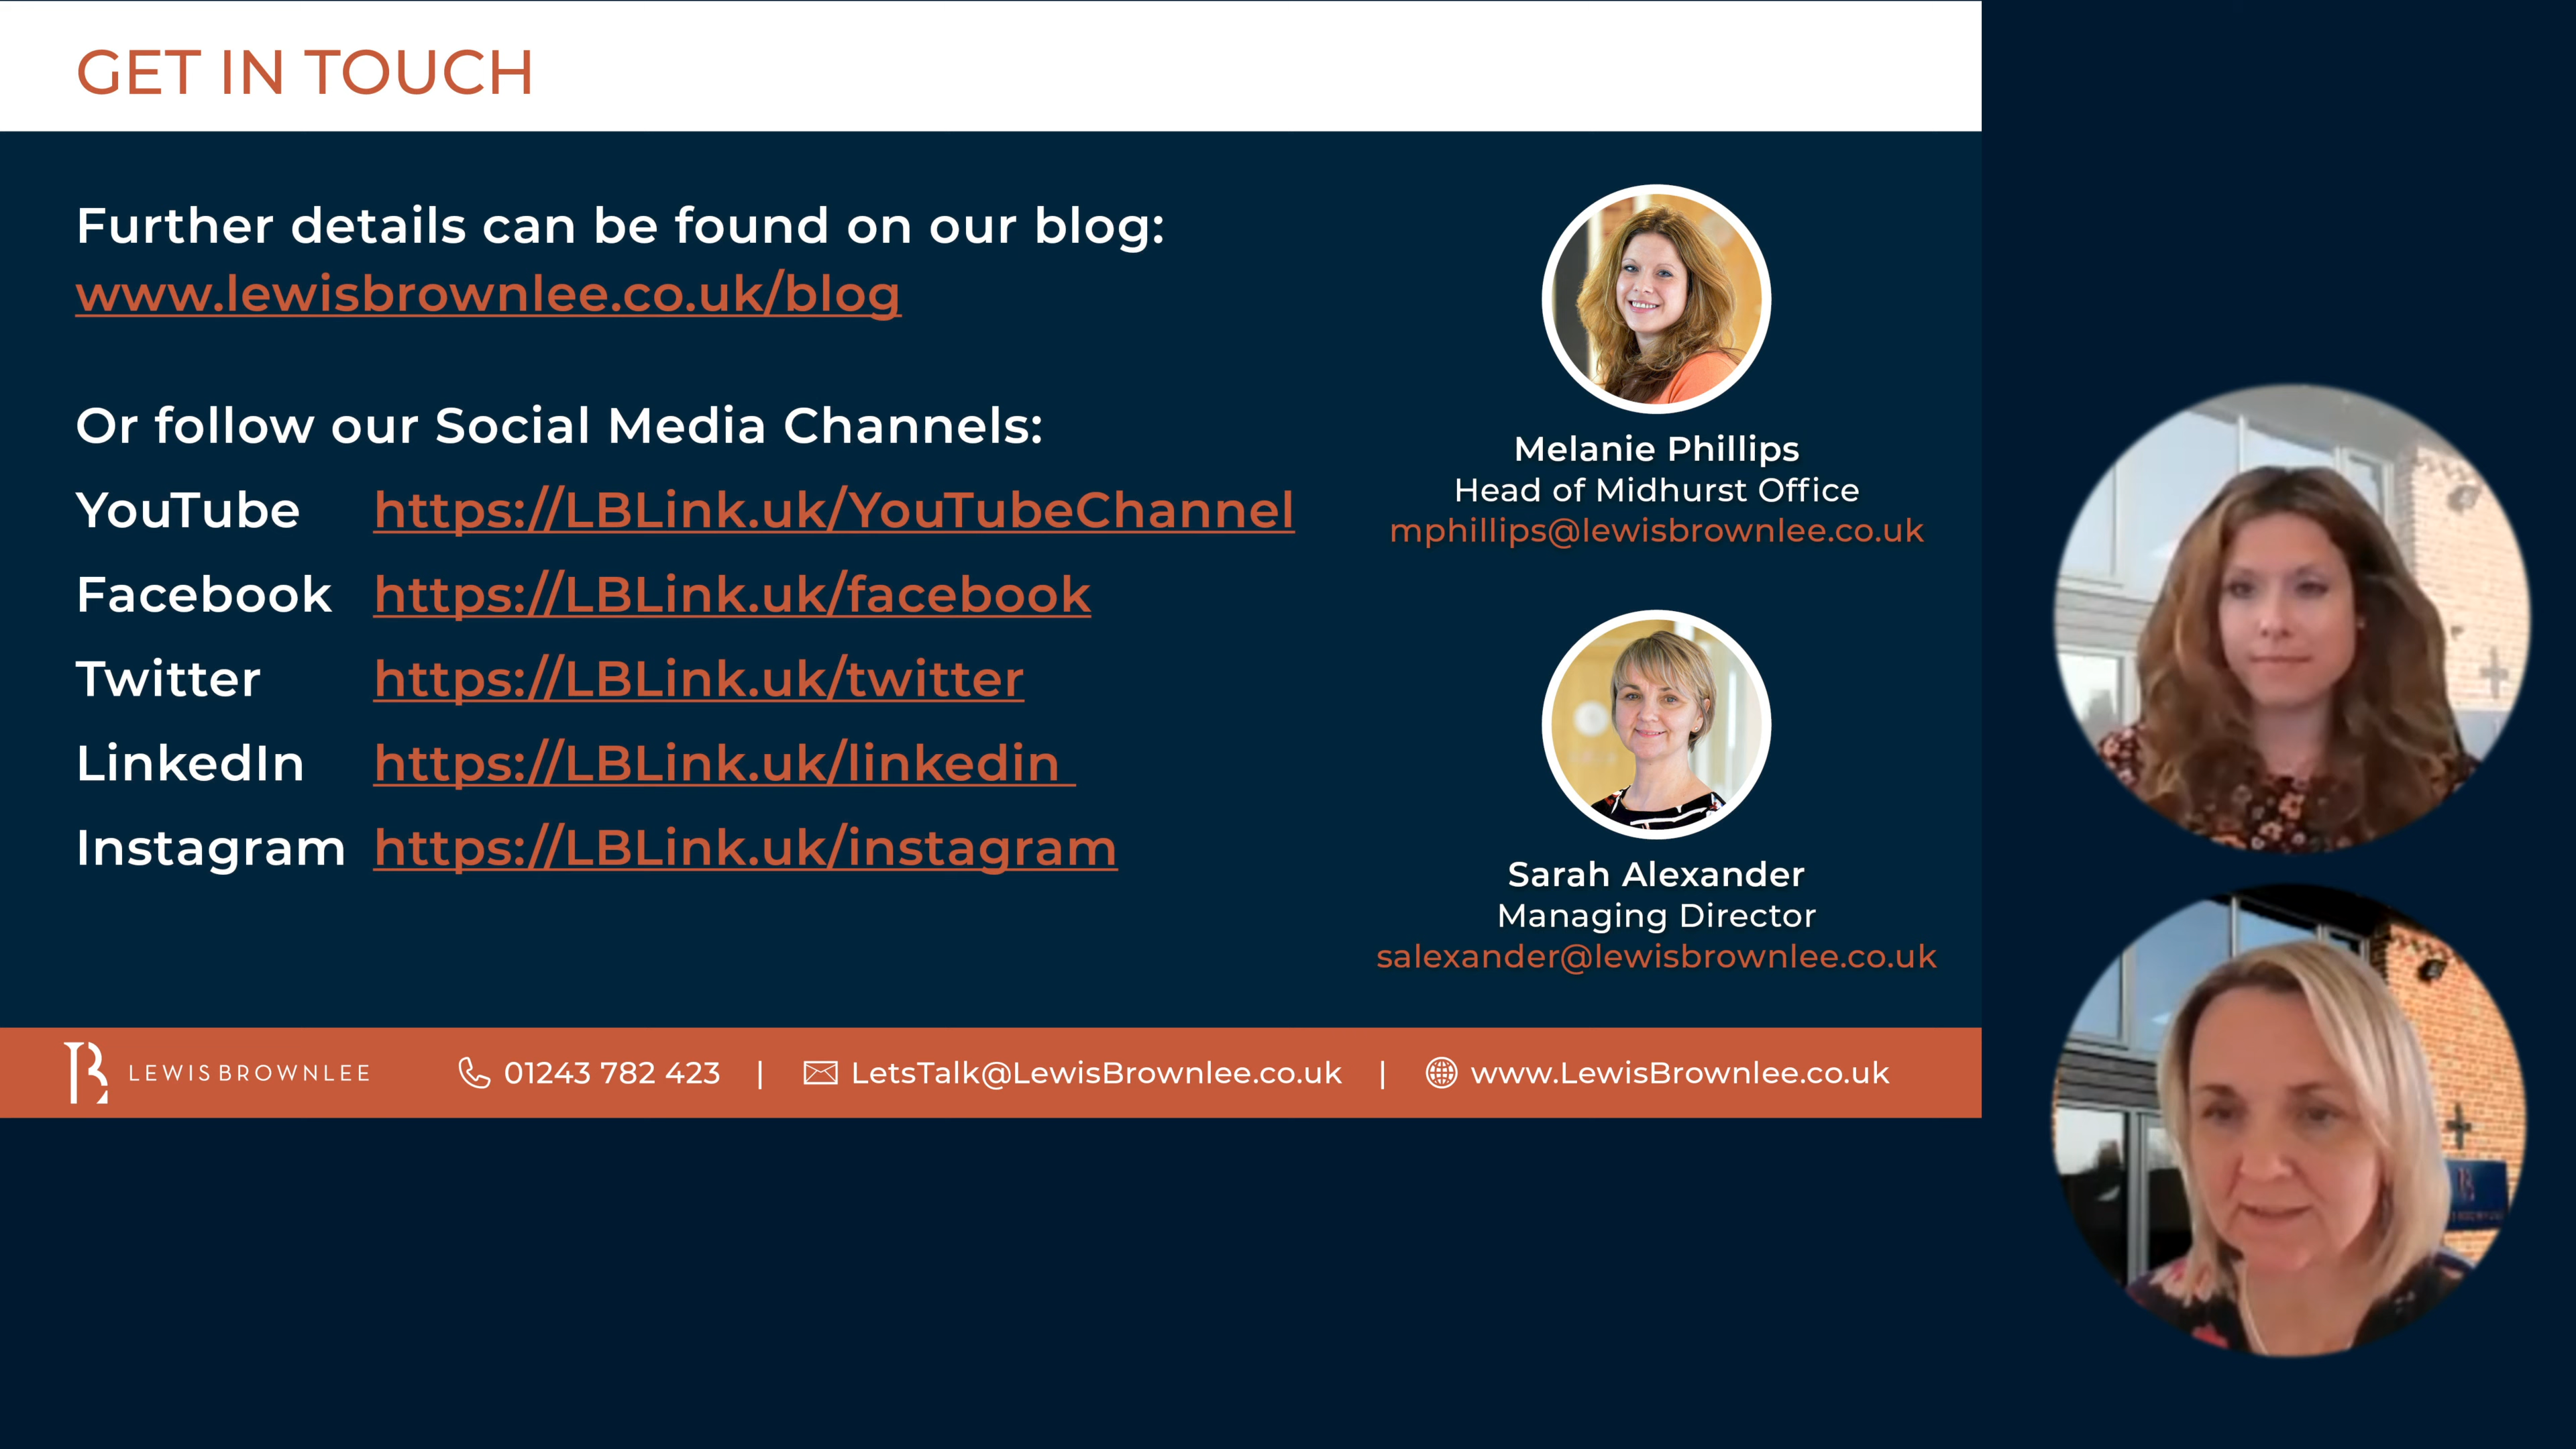 GET IN TOUCH
Further details can be found on our blog:
www.lewisbrownlee.co.uk/blog
Or follow our Social Media Channels:
YouTube https://LBLink.uk/YouTubeChannel
Facebook https://LBLink.uk/facebook
Twitter https://LBLink.uk/twitter
LinkedIn https://LBLink.uk/linkedin
Instagram https://LBLink.uk/instagram
Melanie Phillips
Head of Midhurst Office
mphillips@lewisbrownlee.co.uk
Sarah Alexander
Managing Director
salexander@lewisbrownlee.co.uk
LEWIS BROWNLEE 01243 782 423 | LetsTalk@LewisBrownlee.co.uk | www.LewisBrownlee.co.uk